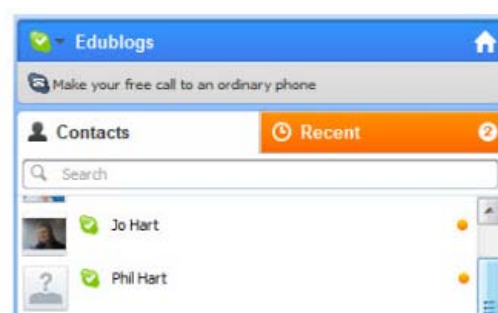 Edublogs
Make your free call to an ordinary phone
Contacts Recent 2
Search
Jo Hart
? Phil Hart